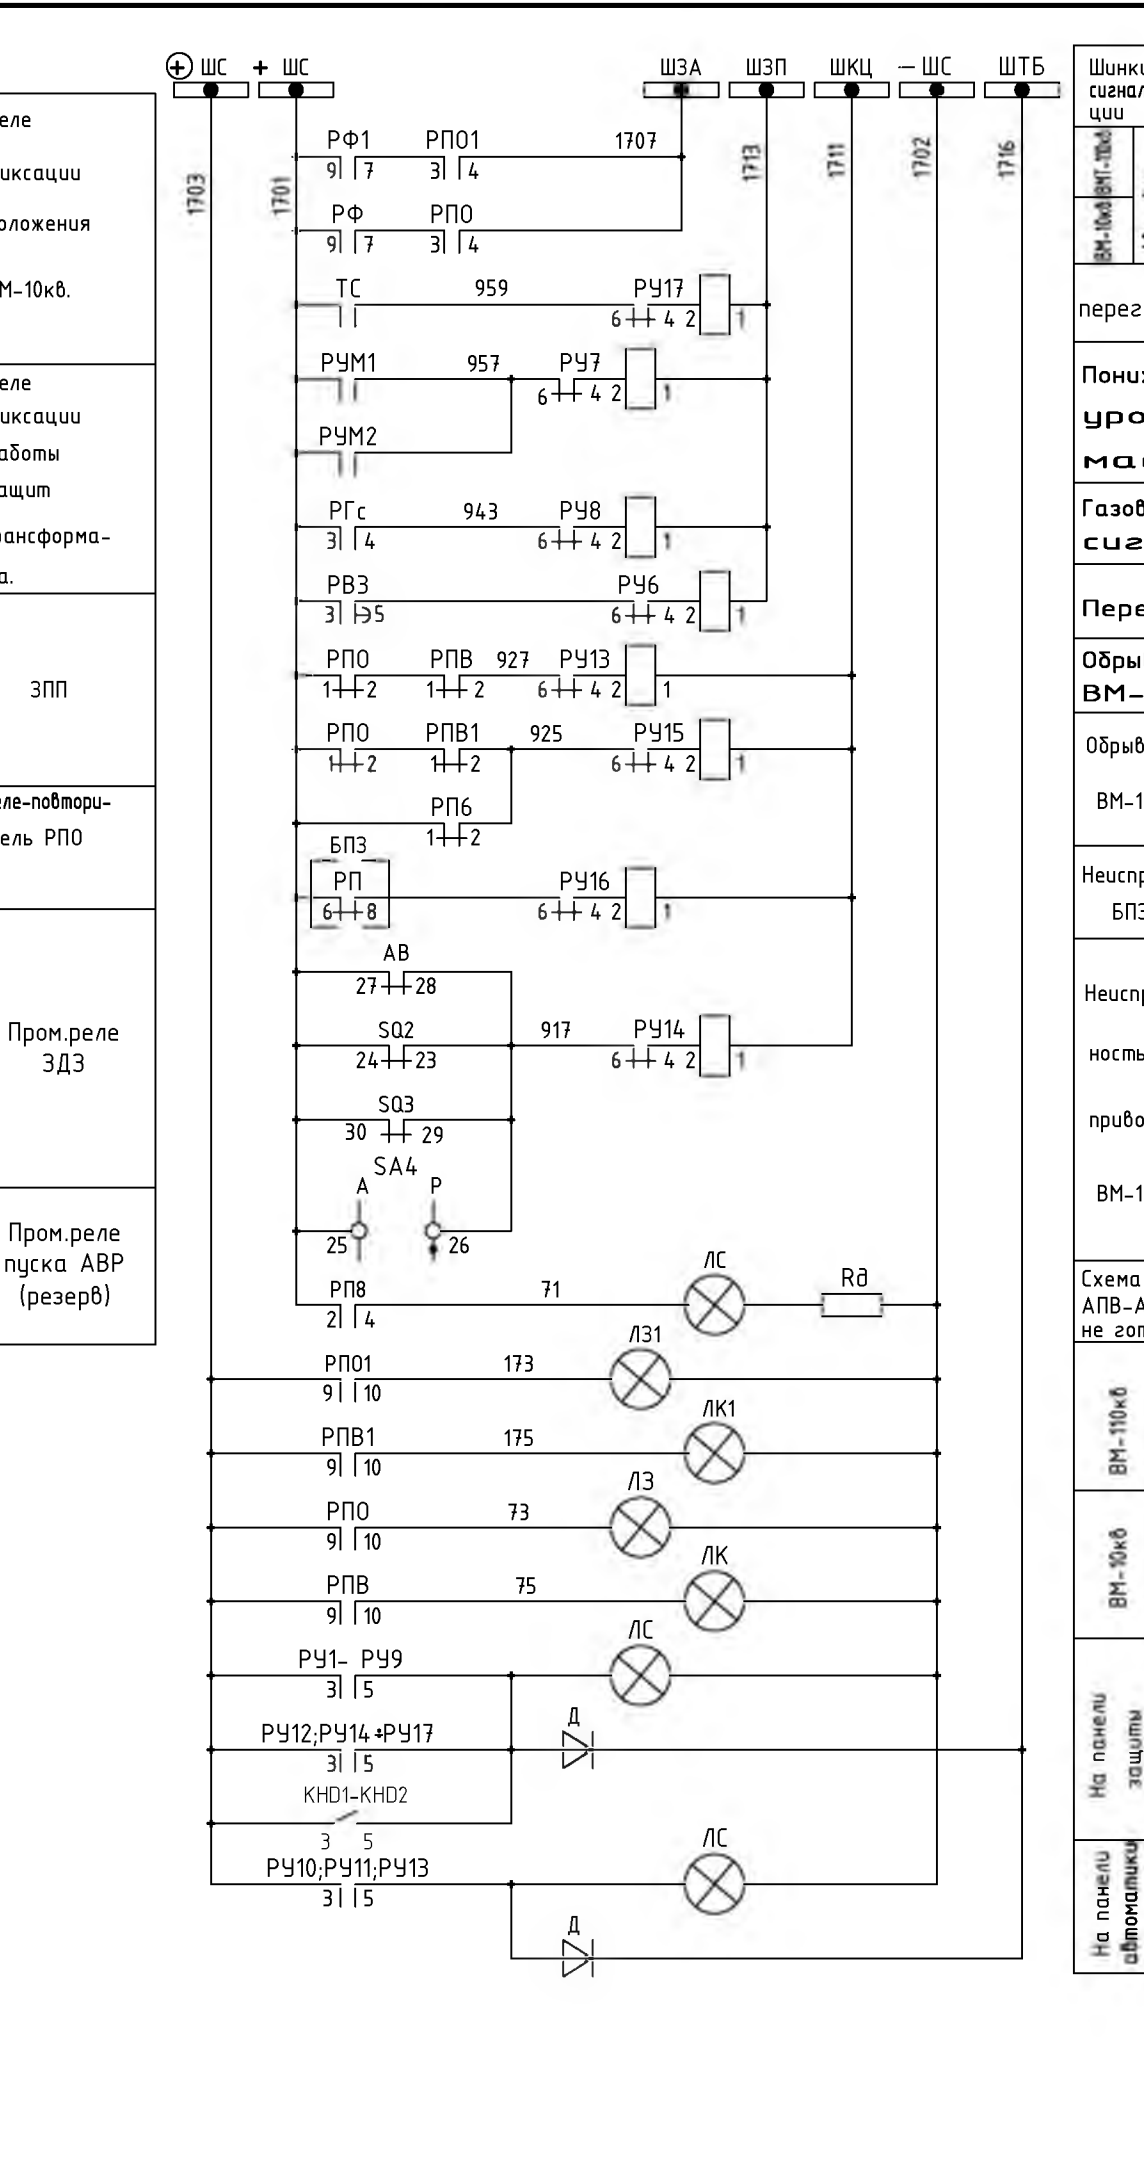 ⊕ ШС + ШС ШЗА ШЗП ШКЦ – ШС ШТБ
1703 1701 1713 1711 1702 1716
РФ1 РПО1 1707
9 7 3 4
РФ РПО
9 7 3 4
ТС 959 РУ17
6 4 2 1
РУМ1 957 РУ7
6 4 2 1
РУМ2
РГс 943 РУ8
3 4 6 4 2 1
РВ3 РУ6
3 5 6 4 2 1
РПО РПВ 927 РУ13
1 2 1 2 6 4 2 1
РПО РПВ1 925 РУ15
1 2 1 2 6 4 2 1
РП6
1 2
БПЗ
РП РУ16
6 8 6 4 2 1
АВ
27 28
SQ2 917 РУ14
24 23 6 4 2 1
SQ3
30 29
SA4
А Р
25 26
РП8 71 ЛС Rд
2 4
РПО1 173 ЛЗ1
9 10
РПВ1 175 ЛК1
9 10
РПО 73 ЛЗ
9 10
РПВ 75 ЛК
9 10
РУ1- РУ9 ЛС
3 5
РУ12;РУ14÷РУ17 Д
3 5
KHD1-KHD2
3 5
РУ10;РУ11;РУ13 ЛС
3 5
Д
еле
иксации
оложения
М-10кв.
еле
иксации
аботы
ащит
рансформа-
а.
ЗПП
еле-повтори-
ель РПО
Пром.реле
ЗДЗ
Пром.реле
пуска АВР
(резерв)
Шинки
сигнал
ции
ВМТ-110кв
ВМ-10кв
перег
Пони
уро
мас
Газов
сиг
Пере
Обры
ВМ-
Обрыв
ВМ-1
Неиспр
БПЗ
Неиспр
ность
приво
ВМ-1
Схема
АПВ-А
не гот
ВМ-110кв
ВМ-10кв
На панели
защиты
На панели
автоматики